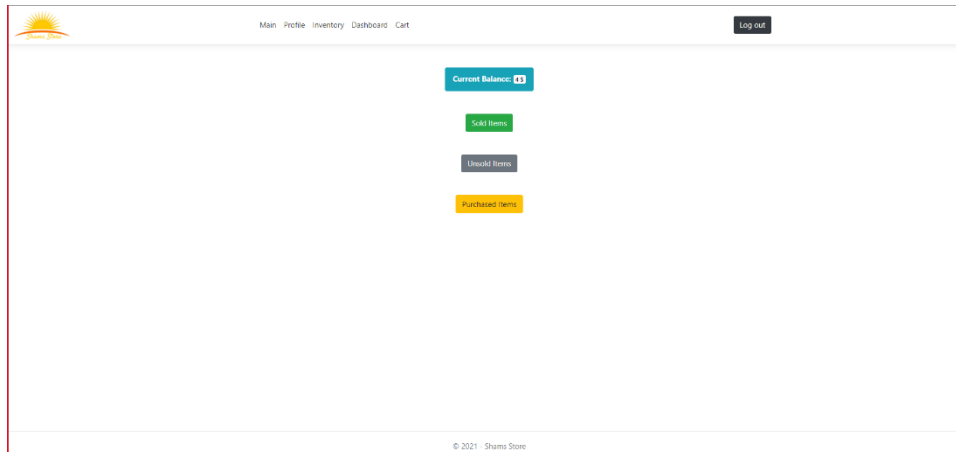 Shams Store
Main Profile Inventory Dashboard Cart
Log out
Current Balance: 4 $
Sold Items
Unsold Items
Purchased Items
© 2021 - Shams Store